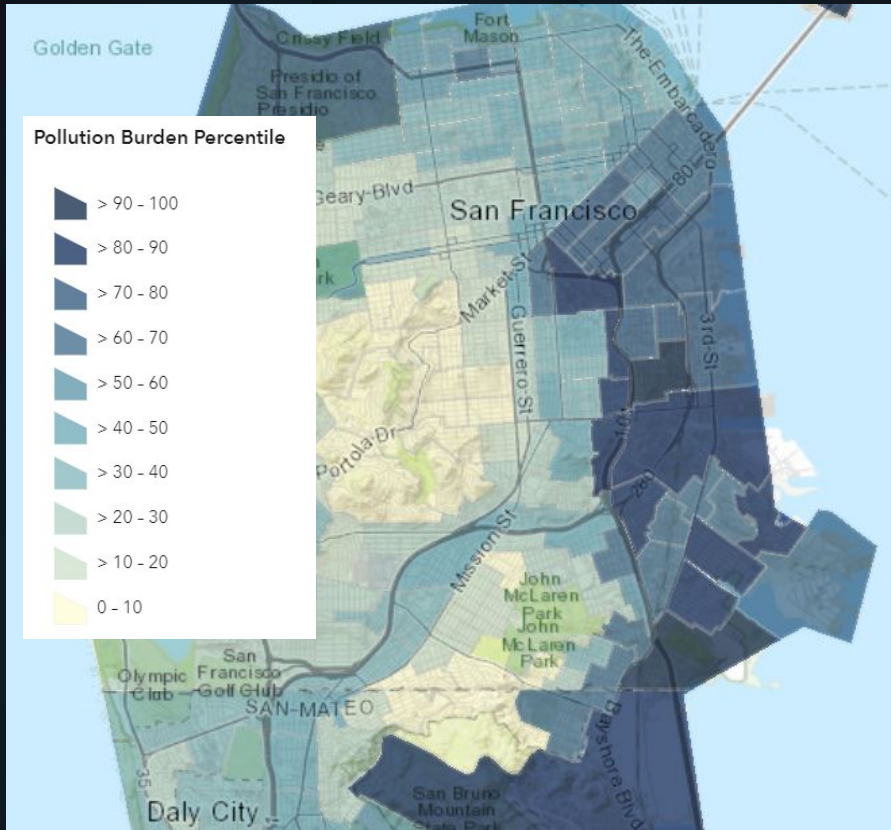 Golden Gate
Crissy Field
Fort
Mason
Presidio of
San Francisco
Presidio
The Embarcadero
Pollution Burden Percentile
> 90 - 100
> 80 - 90
> 70 - 80
> 60 - 70
> 50 - 60
> 40 - 50
> 30 - 40
> 20 - 30
> 10 - 20
0 - 10
Geary Blvd
80
San Francisco
Market St
Guerrero St
3rd St
101
Portola Dr
280
Mission St
John
McLaren
Park
John
McLaren
Park
Olympic
Club
San
Francisco
Golf Club
SAN MATEO
Bayshore Blvd
35
Daly City
San Bruno
Mountain
State Park